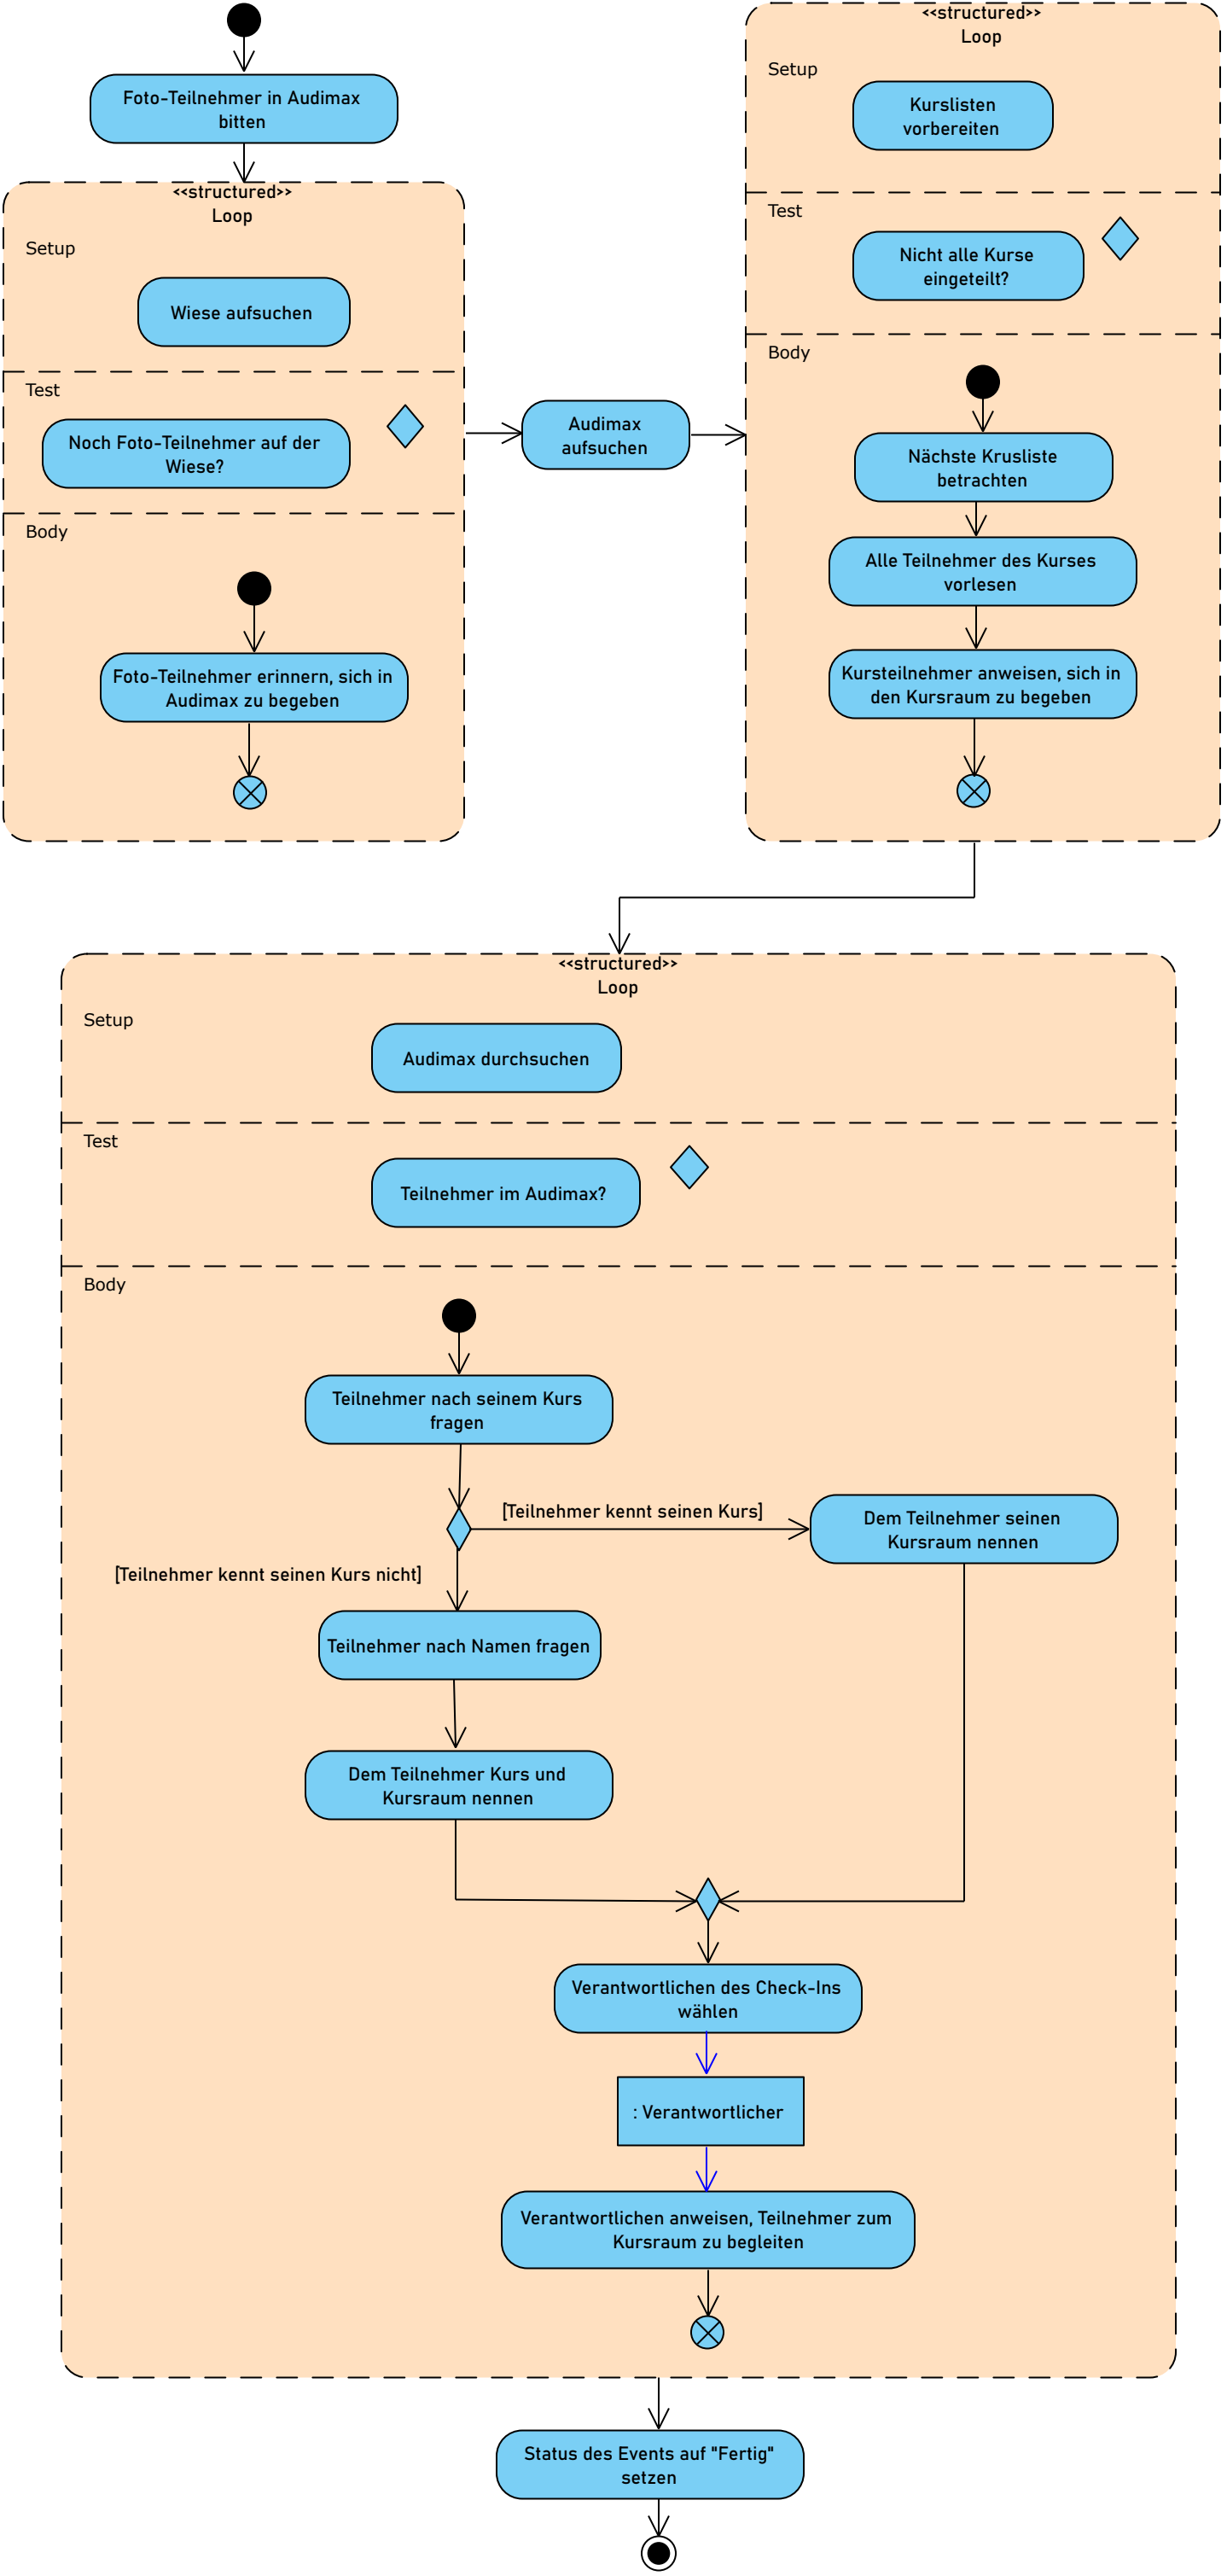 Foto-Teilnehmer in Audimax
bitten
<<structured>>
Loop
Setup
Wiese aufsuchen
Test
Noch Foto-Teilnehmer auf der
Wiese?
Body
Foto-Teilnehmer erinnern, sich in
Audimax zu begeben
Audimax
aufsuchen
<<structured>>
Loop
Setup
Kurslisten
vorbereiten
Test
Nicht alle Kurse
eingeteilt?
Body
Nächste Krusliste
betrachten
Alle Teilnehmer des Kurses
vorlesen
Kursteilnehmer anweisen, sich in
den Kursraum zu begeben
<<structured>>
Loop
Setup
Audimax durchsuchen
Test
Teilnehmer im Audimax?
Body
Teilnehmer nach seinem Kurs
fragen
[Teilnehmer kennt seinen Kurs]
Dem Teilnehmer seinen
Kursraum nennen
[Teilnehmer kennt seinen Kurs nicht]
Teilnehmer nach Namen fragen
Dem Teilnehmer Kurs und
Kursraum nennen
Verantwortlichen des Check-Ins
wählen
: Verantwortlicher
Verantwortlichen anweisen, Teilnehmer zum
Kursraum zu begleiten
Status des Events auf "Fertig"
setzen